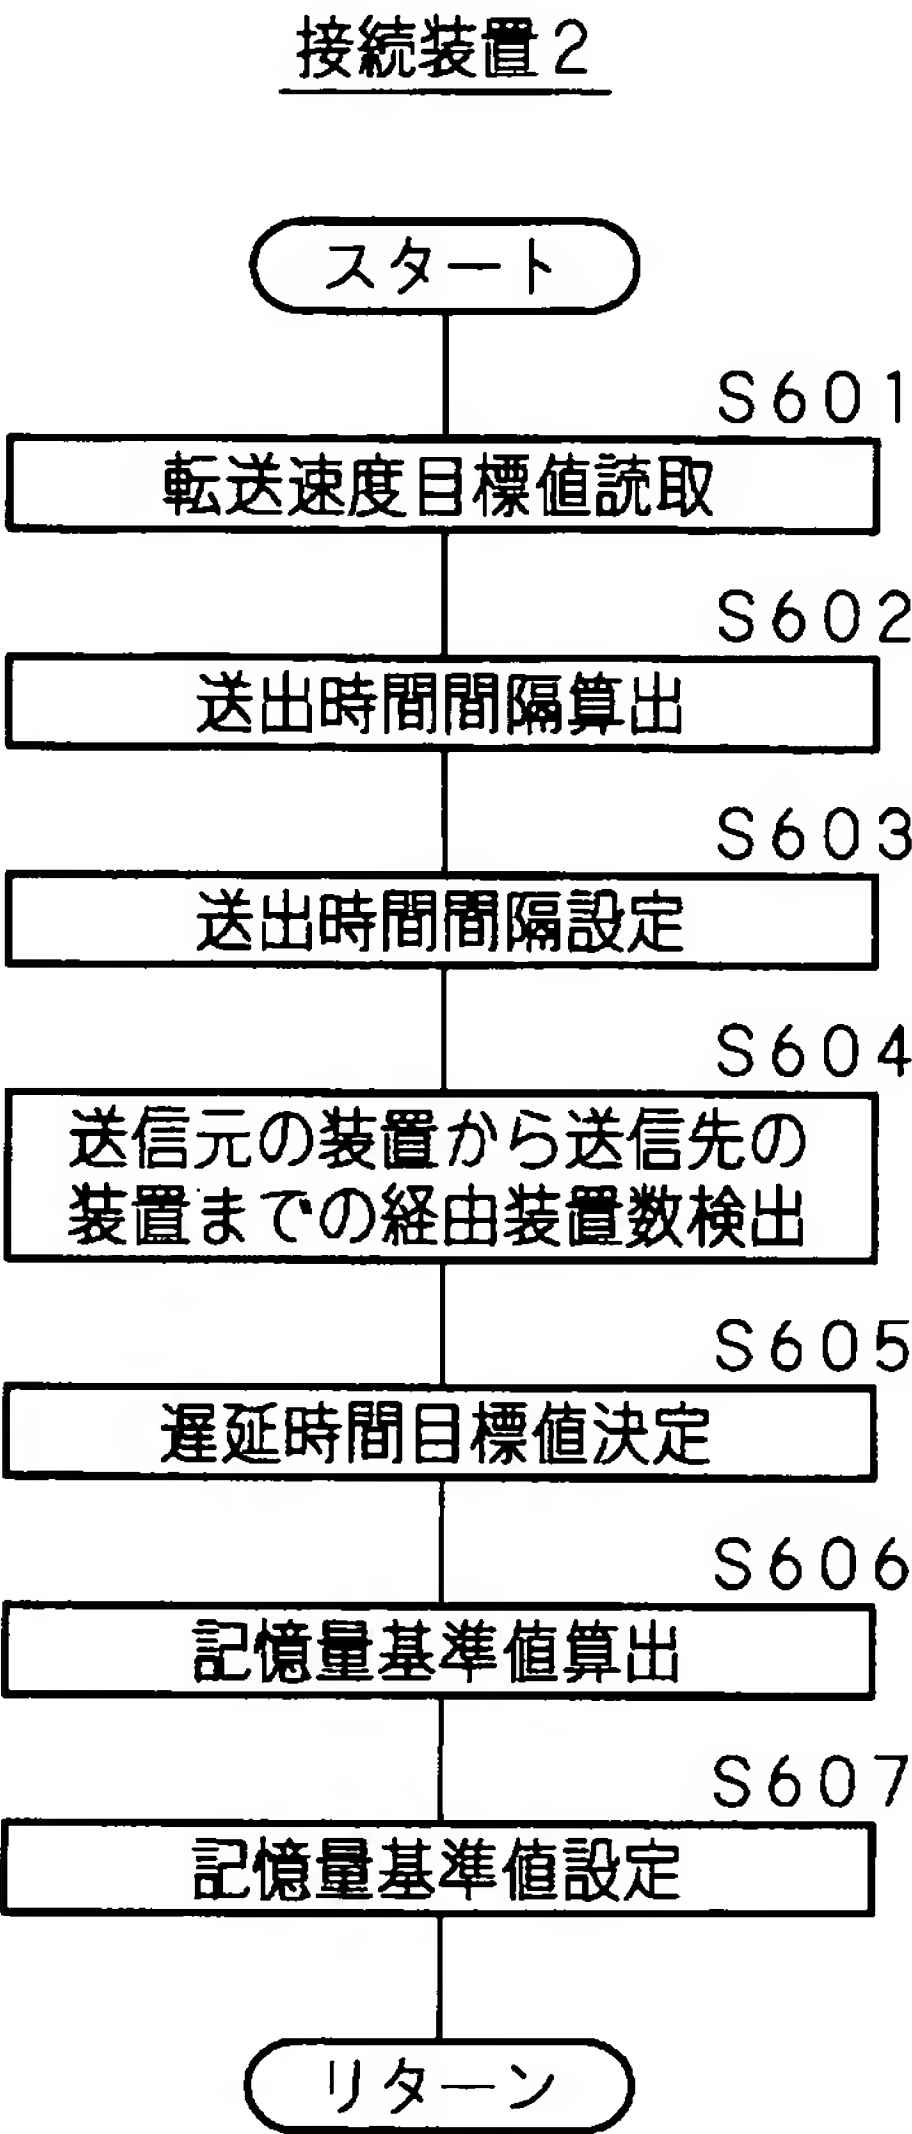 接続装置2
スタート
S601
転送速度目標値読取
S602
送出時間間隔算出
S603
送出時間間隔設定
S604
送信元の装置から送信先の
装置までの経由装置数検出
S605
遅延時間目標値決定
S606
記憶量基準値算出
S607
記憶量基準値設定
リターン